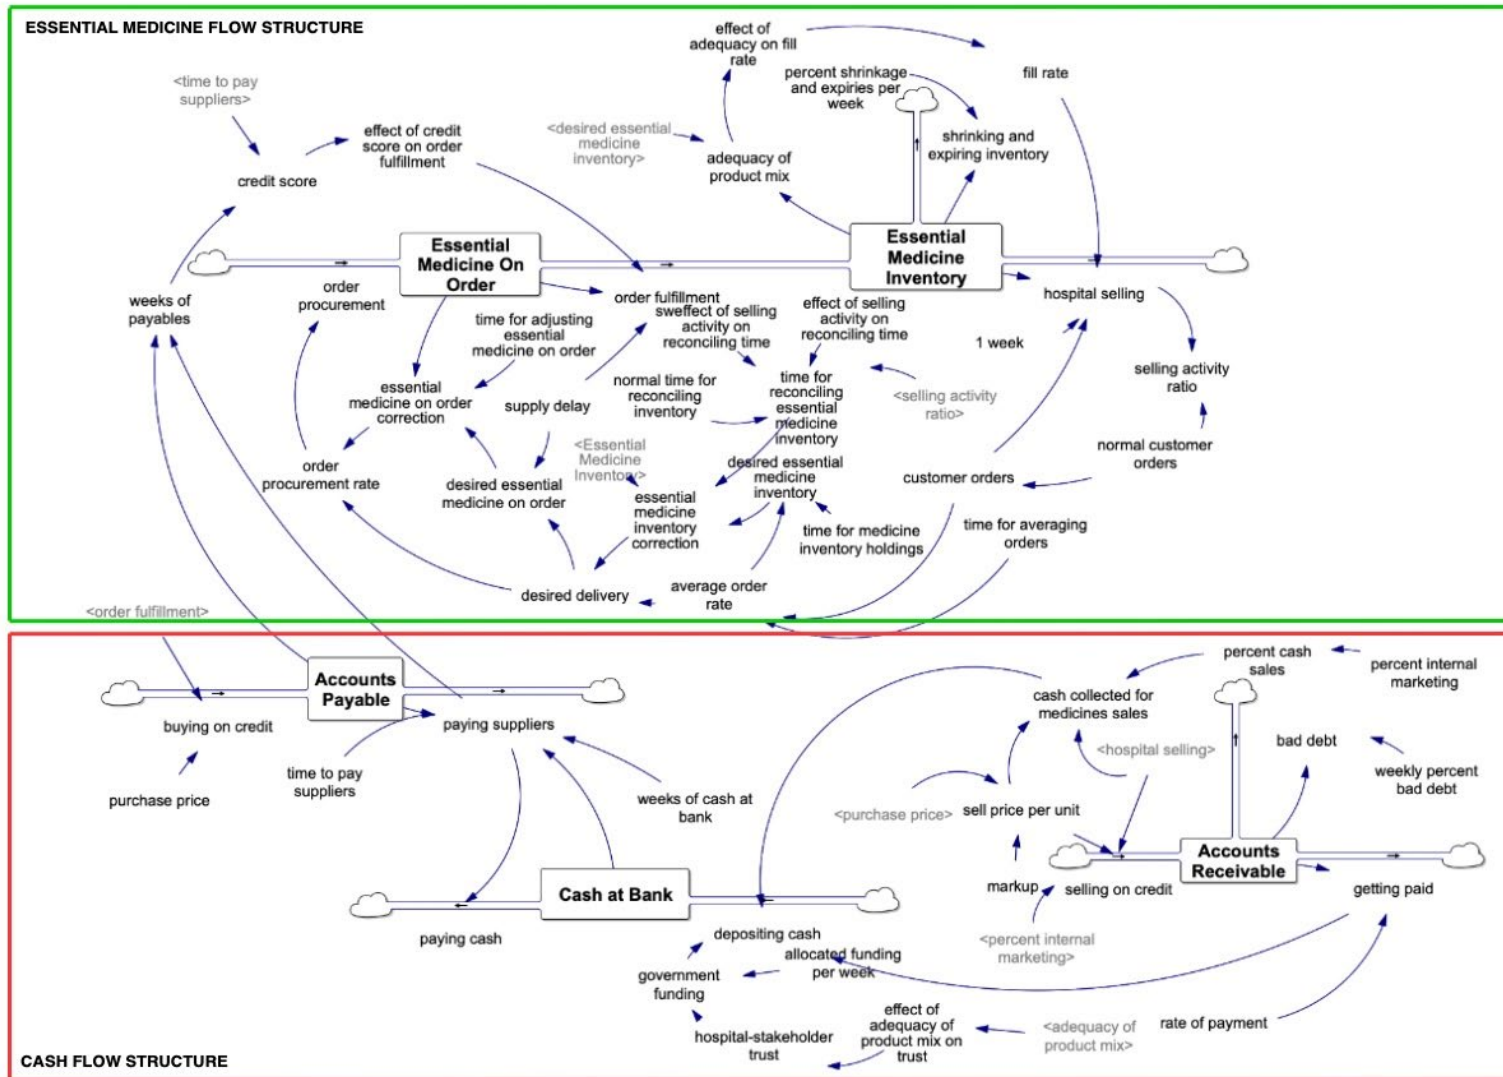 ESSENTIAL MEDICINE FLOW STRUCTURE
effect of
adequacy on fill
rate
<time to pay
suppliers>
percent shrinkage
and expiries per
week
fill rate
effect of credit
score on order
fulfillment
<desired essential
medicine
inventory>
shrinking and
expiring inventory
adequacy of
product mix
credit score
Essential
Medicine On
Order
Essential
Medicine
Inventory
weeks of
payables
order
procurement
order fulfillment
hospital selling
time for adjusting
essential
medicine on order
sweffect of selling
activity on
reconciling time
effect of selling
activity on
reconciling time
1 week
selling activity
ratio
essential
medicine on order
correction
supply delay
normal time for
reconciling
inventory
time for
reconciling
essential
medicine
inventory
<selling activity
ratio>
normal customer
orders
order
procurement rate
desired essential
medicine on order
<Essential
Medicine
Inventory>
essential
medicine
inventory
correction
desired essential
medicine
inventory
customer orders
time for medicine
inventory holdings
time for averaging
orders
desired delivery
average order
rate
<order fulfillment>
Accounts
Payable
buying on credit
paying suppliers
purchase price
time to pay
suppliers
weeks of cash at
bank
cash collected for
medicines sales
percent cash
sales
percent internal
marketing
<hospital selling>
bad debt
weekly percent
bad debt
<purchase price>
sell price per unit
markup
selling on credit
Accounts
Receivable
getting paid
Cash at Bank
paying cash
depositing cash
<percent internal
marketing>
allocated funding
per week
government
funding
hospital-stakeholder
trust
effect of
adequacy of
product mix on
trust
<adequacy of
product mix>
rate of payment
CASH FLOW STRUCTURE